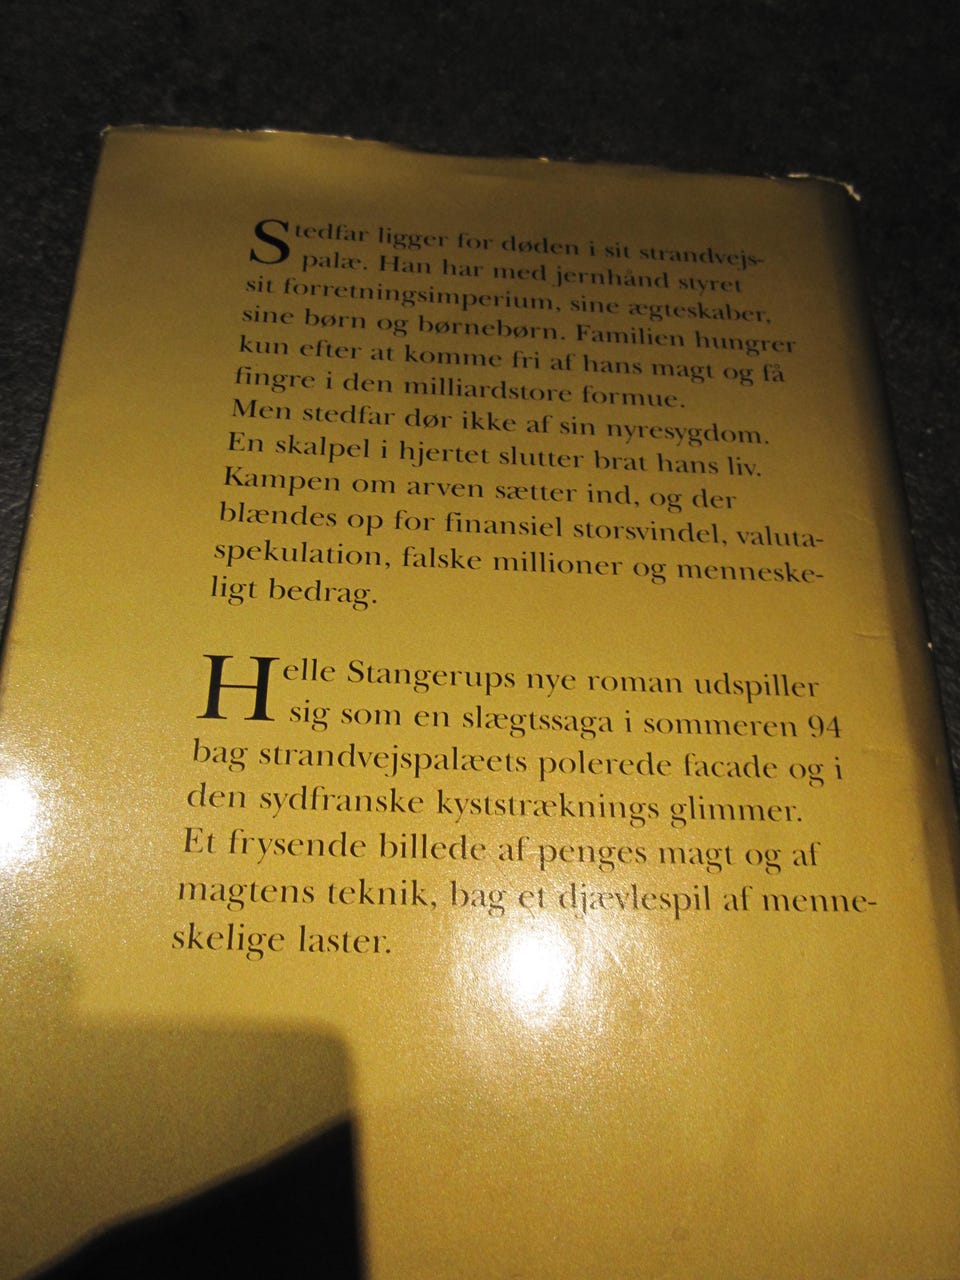 Stedfar ligger for døden i sit strandvejs-
palæ. Han har med jernhånd styret
sit forretningsimperium, sine ægteskaber,
sine børn og børnebørn. Familien hungrer
kun efter at komme fri af hans magt og få
fingre i den milliardstore formue.
Men stedfar dør ikke af sin nyresygdom.
En skalpel i hjertet slutter brat hans liv.
Kampen om arven sætter ind, og der
blændes op for finansiel storsvindel, valuta-
spekulation, falske millioner og menneske-
ligt bedrag.
Helle Stangerups nye roman udspiller
sig som en slægtssaga i sommeren 94
bag strandvejspalæets polerede facade og i
den sydfranske kyststræknings glimmer.
Et frysende billede af penges magt og af
magtens teknik, bag et djævlespil af menne-
skelige laster.